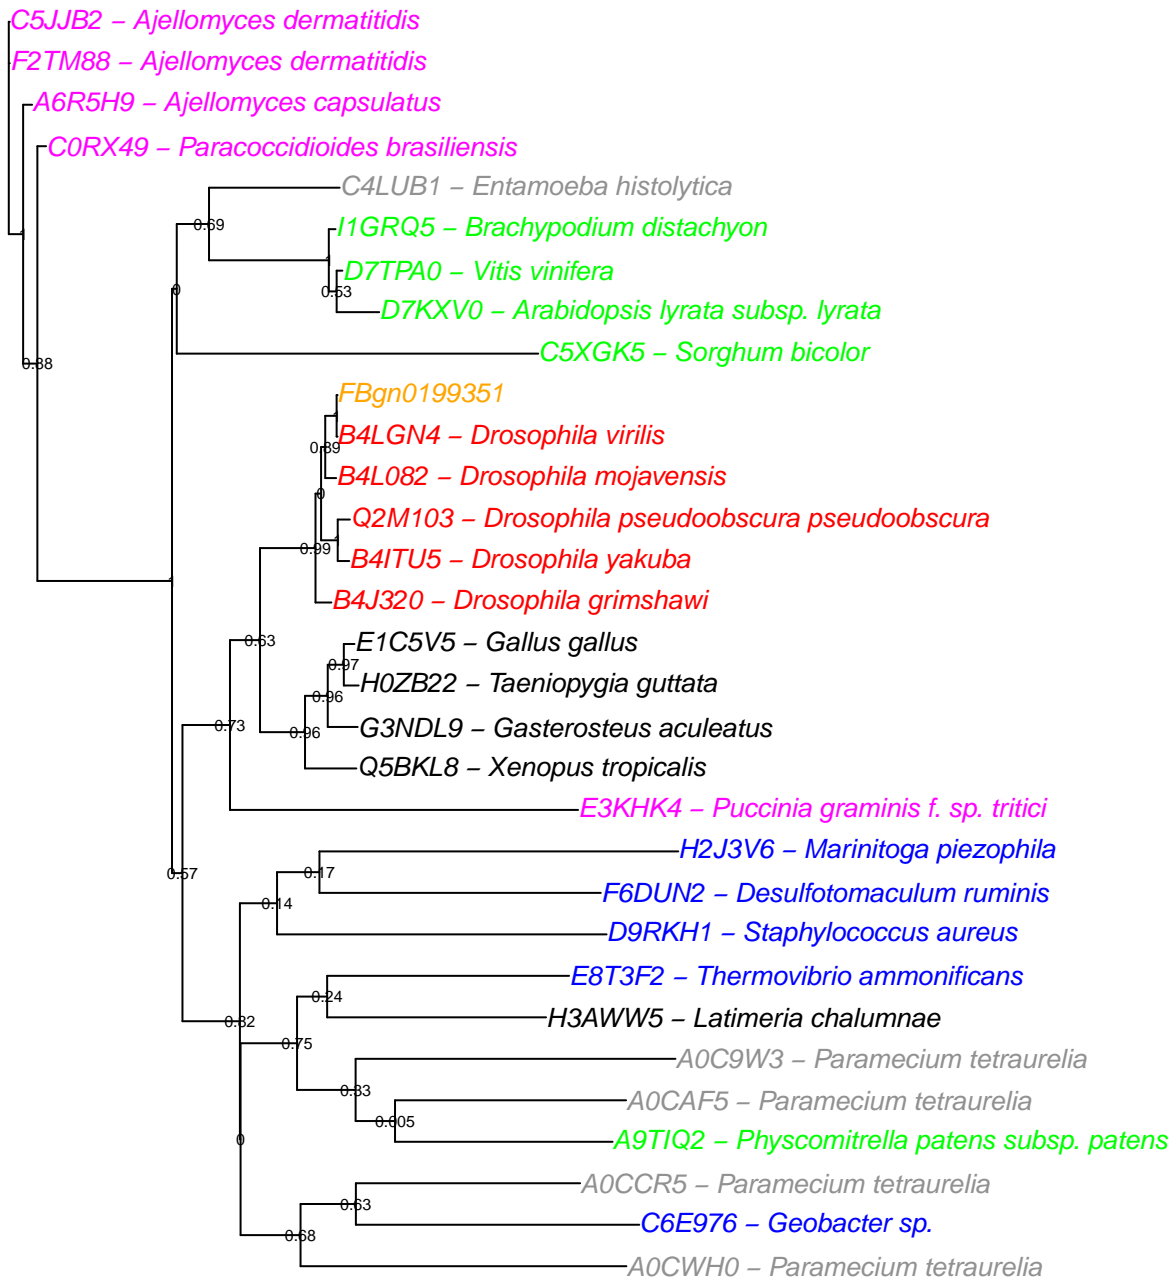 C5JJB2 – Ajellomyces dermatitidis
F2TM88 – Ajellomyces dermatitidis
A6R5H9 – Ajellomyces capsulatus
C0RX49 – Paracoccidioides brasiliensis
C4LUB1 – Entamoeba histolytica
0.69
I1GRQ5 – Brachypodium distachyon
1
1
D7TPA0 – Vitis vinifera
0
0.53
D7KXV0 – Arabidopsis lyrata subsp. lyrata
C5XGK5 – Sorghum bicolor
FBgn0199351
1
B4LGN4 – Drosophila virilis
0.89
B4L082 – Drosophila mojavensis
0
Q2M103 – Drosophila pseudoobscura pseudoobscura
1
0.99
B4ITU5 – Drosophila yakuba
1
B4J320 – Drosophila grimshawi
0.63
E1C5V5 – Gallus gallus
0.97
H0ZB22 – Taeniopygia guttata
0.96
0.73
G3NDL9 – Gasterosteus aculeatus
0.96
Q5BKL8 – Xenopus tropicalis
E3KHK4 – Puccinia graminis f. sp. tritici
H2J3V6 – Marinitoga piezophila
0.57
0.17
F6DUN2 – Desulfotomaculum ruminis
0.14
D9RKH1 – Staphylococcus aureus
E8T3F2 – Thermovibrio ammonificans
0.24
H3AWW5 – Latimeria chalumnae
0.75
A0C9W3 – Paramecium tetraurelia
A0CAF5 – Paramecium tetraurelia
0.005
0
A9TIQ2 – Physcomitrella patens subsp. patens
A0CCR5 – Paramecium tetraurelia
0.63
C6E976 – Geobacter sp.
0.68
A0CWH0 – Paramecium tetraurelia